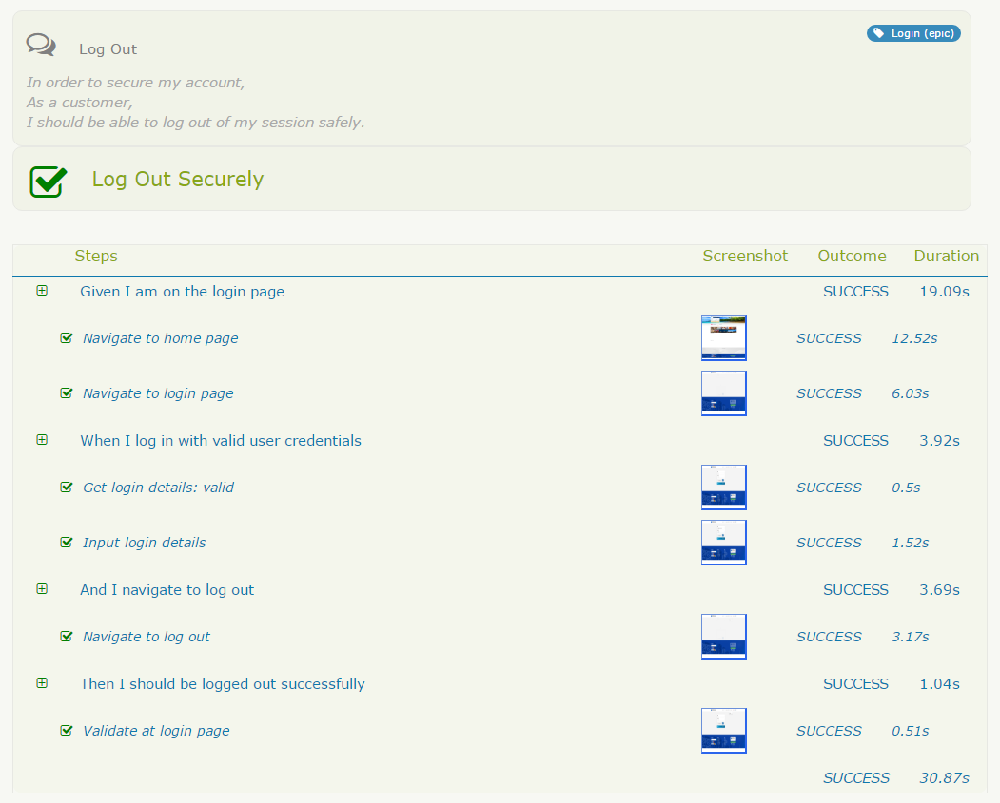 Log Out
Login (epic)
In order to secure my account,
As a customer,
I should be able to log out of my session safely.
Log Out Securely
Steps Screenshot Outcome Duration
Given I am on the login page SUCCESS 19.09s
Navigate to home page SUCCESS 12.52s
Navigate to login page SUCCESS 6.03s
When I log in with valid user credentials SUCCESS 3.92s
Get login details: valid SUCCESS 0.5s
Input login details SUCCESS 1.52s
And I navigate to log out SUCCESS 3.69s
Navigate to log out SUCCESS 3.17s
Then I should be logged out successfully SUCCESS 1.04s
Validate at login page SUCCESS 0.51s
SUCCESS 30.87s